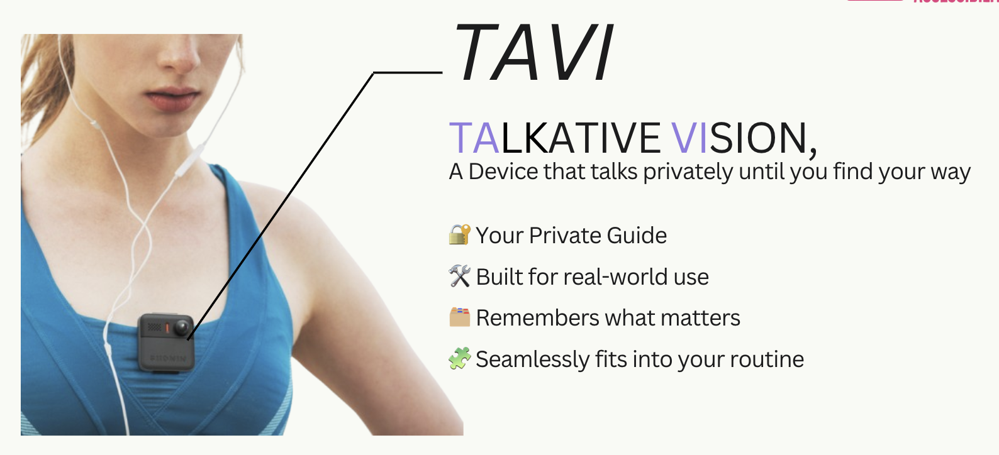 TAVI
TALKATIVE VISION,
A Device that talks privately until you find your way
🔐 Your Private Guide
🛠 Built for real-world use
🗂 Remembers what matters
🧩 Seamlessly fits into your routine